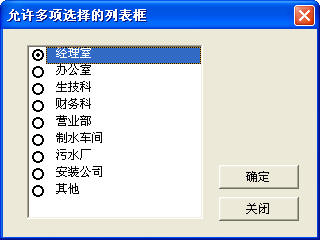 允许多项选择的列表框
经理室
办公室
生技科
财务科
营业部
制水车间
污水厂
安装公司
其他
确定
关闭